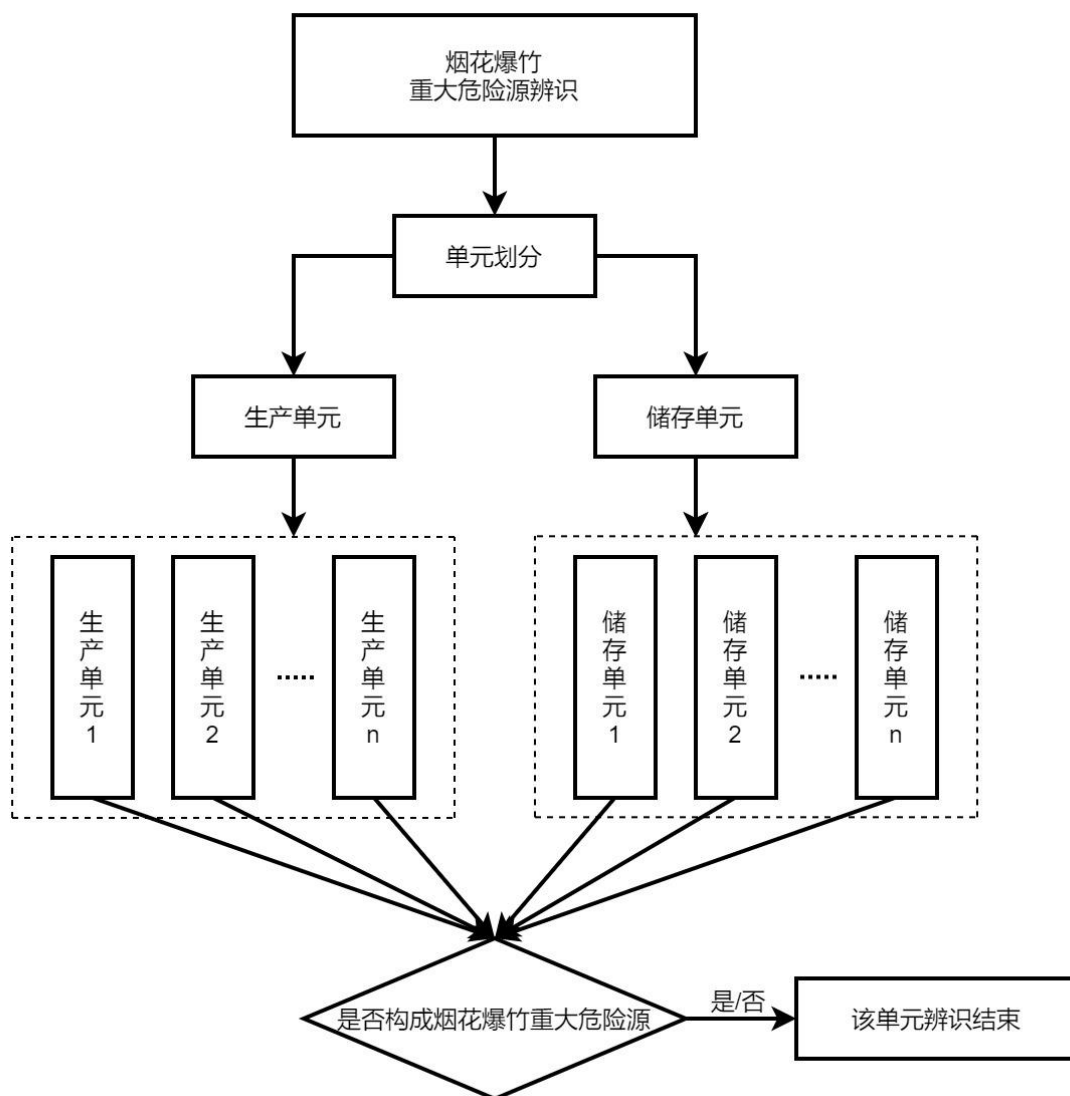 烟花爆竹
重大危险源辨识
单元划分
生产单元
储存单元
生产单元1
生产单元2
······
生产单元n
储存单元1
储存单元2
······
储存单元n
是否构成烟花爆竹重大危险源
是/否
该单元辨识结束